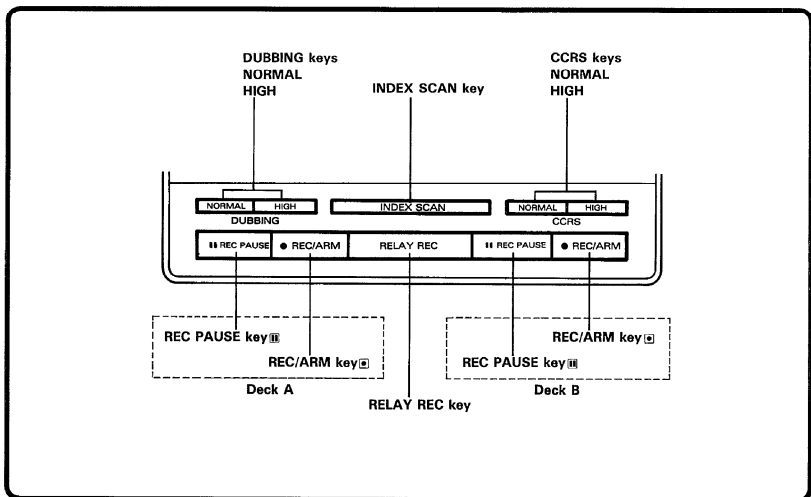 DUBBING keys
NORMAL
HIGH
INDEX SCAN key
CCRS keys
NORMAL
HIGH
NORMAL HIGH
DUBBING
INDEX SCAN
NORMAL HIGH
CCRS
REC PAUSE ● REC/ARM RELAY REC REC PAUSE ● REC/ARM
REC PAUSE key
REC/ARM key
Deck A
RELAY REC key
REC/ARM key
REC PAUSE key
Deck B